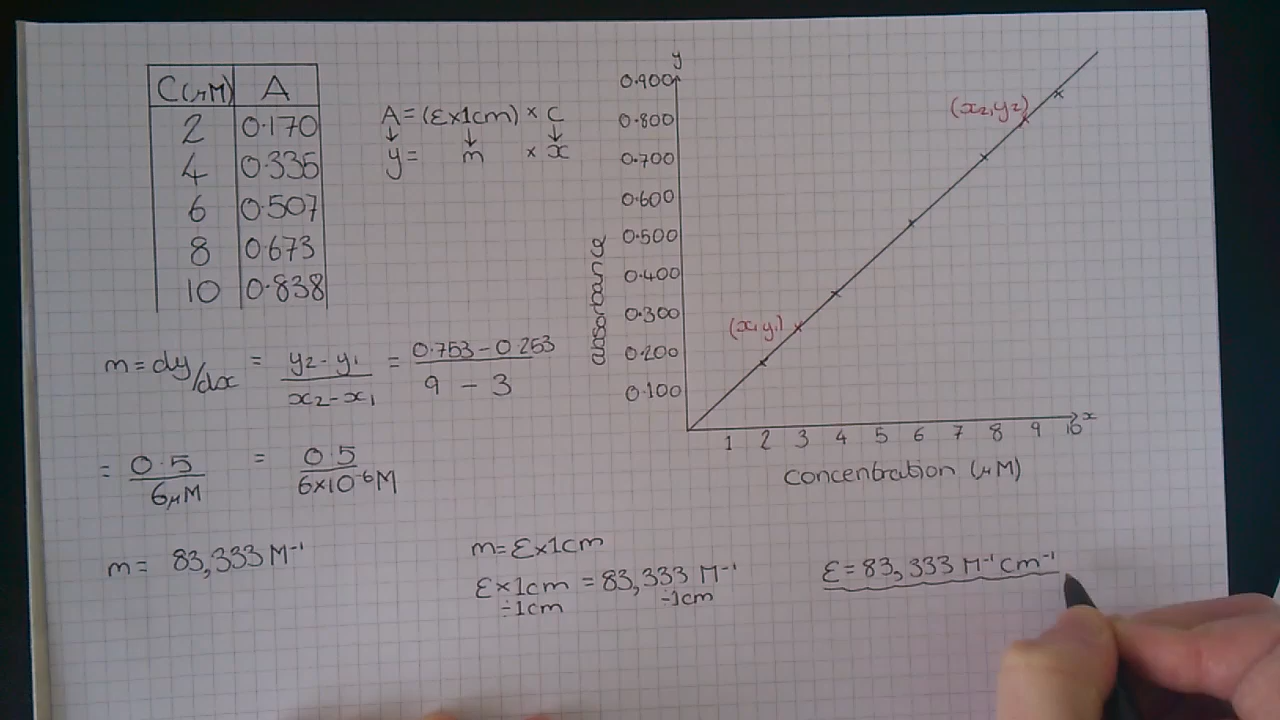 C(μM) A
2 0.170
4 0.335
6 0.507
8 0.673
10 0.838
A = (ε×1cm) × C
↓ ↓ ↓
y = m × x
y
0.900
0.800
0.700
0.600
0.500
0.400
0.300
0.200
0.100
absorbance
(x₂,y₂)
(x₁,y₁)
1 2 3 4 5 6 7 8 9 10 x
concentration (μM)
m = dy/dx = y₂ - y₁ / x₂ - x₁ = 0.753 - 0.253 / 9 - 3
= 0.5 / 6μM = 0.5 / 6×10⁻⁶M
m = 83,333 M⁻¹
m = ε×1cm
ε×1cm = 83,333 M⁻¹
÷1cm ÷1cm
ε = 83,333 M⁻¹ cm⁻¹